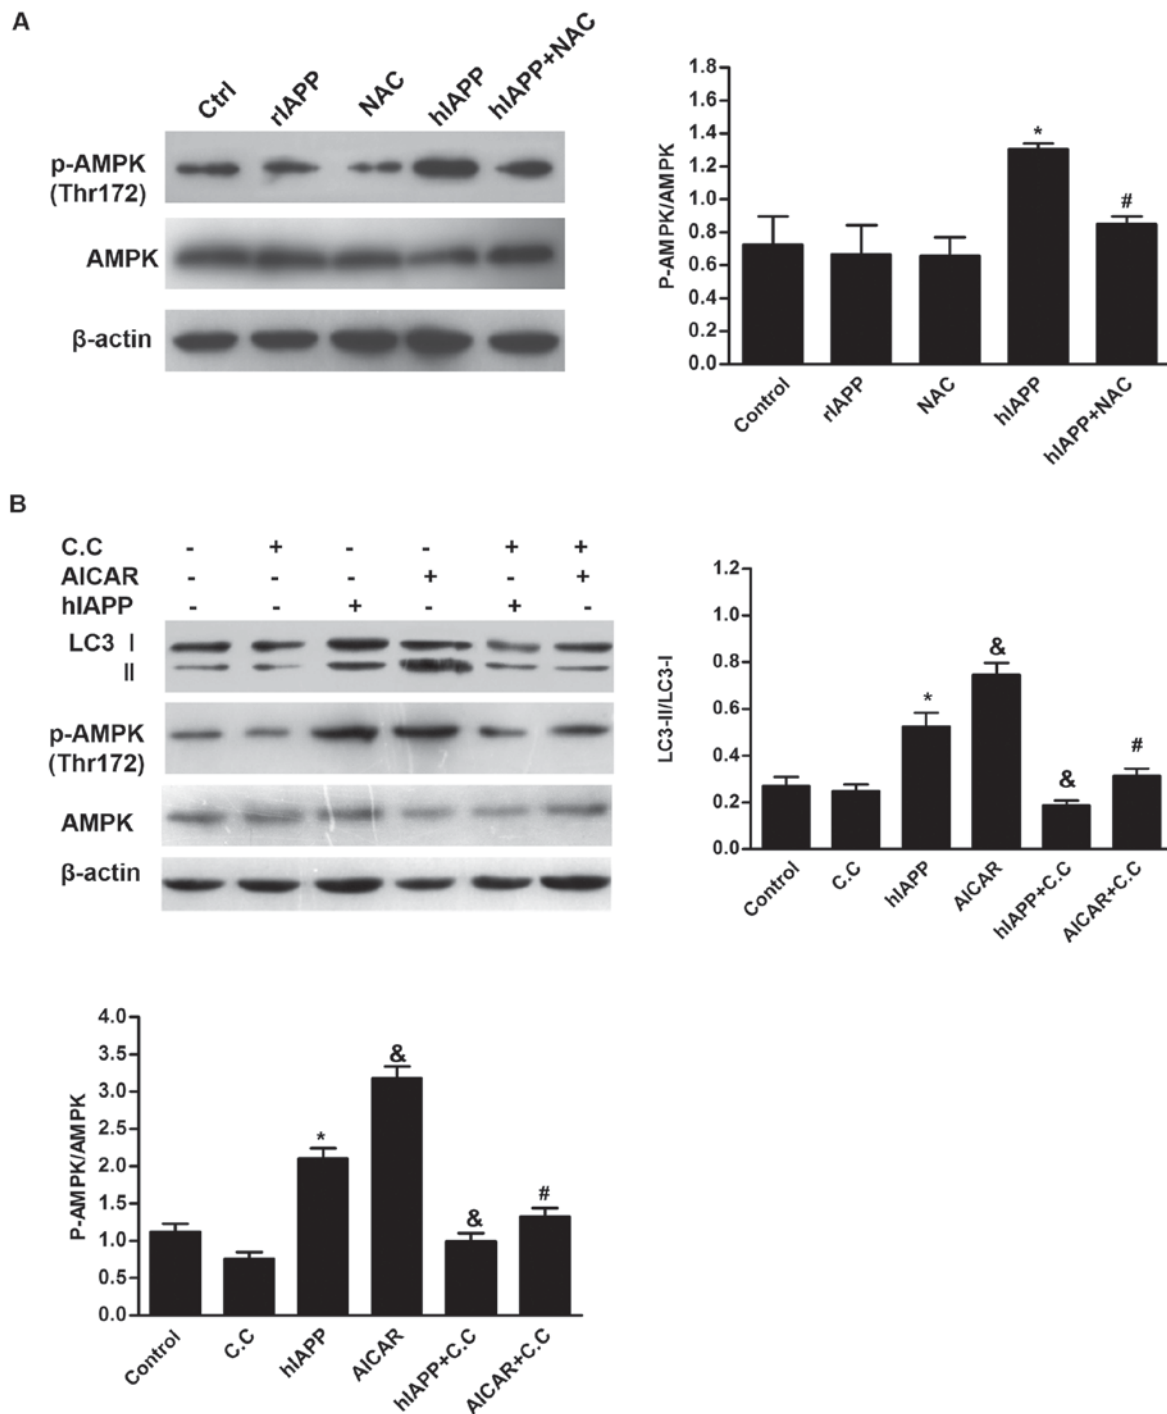 A
Ctrl rIAPP NAC hIAPP hIAPP+NAC
p-AMPK
(Thr172)
AMPK
β-actin
P-AMPK/AMPK
1.8
1.6
1.4
1.2
1.0
0.8
0.6
0.4
0.2
0.0
*
#
Control rIAPP NAC hIAPP hIAPP+NAC
B
C.C - + - - + +
AICAR - - - + - +
hIAPP - - + - + -
LC3 I
II
p-AMPK
(Thr172)
AMPK
β-actin
LC3-II/LC3-I
1.2
1.0
0.8
0.6
0.4
0.2
0.0
*
&
&
#
Control C.C hIAPP AICAR hIAPP+C.C AICAR+C.C
P-AMPK/AMPK
4.0
3.5
3.0
2.5
2.0
1.5
1.0
0.5
0.0
*
&
&
#
Control C.C hIAPP AICAR hIAPP+C.C AICAR+C.C